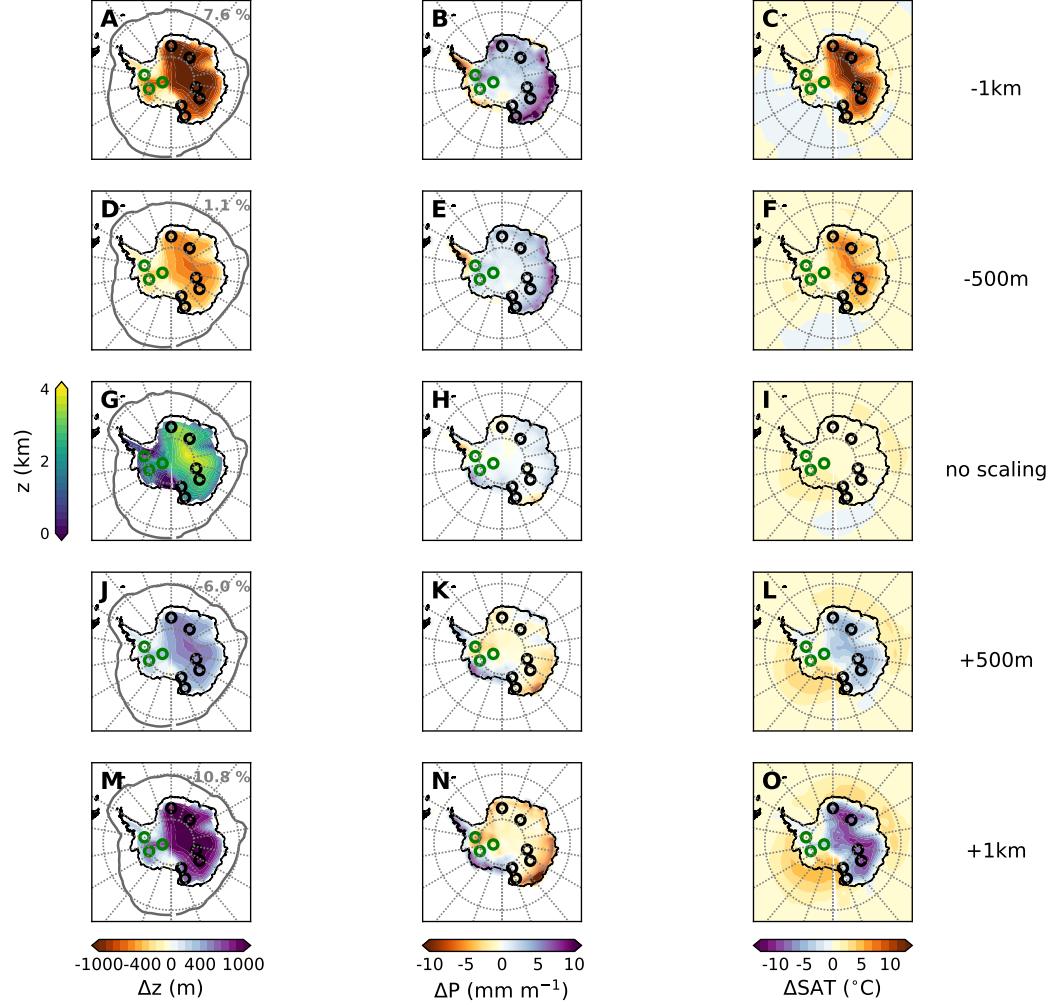 A
7.6 %
B
C
-1km
D
1.1 %
E
F
-500m
G
H
I
no scaling
4
2
0
z (km)
J
-6.0 %
K
L
+500m
M
-10.8 %
N
O
+1km
-1000 -400 400 1000
Δz (m)
-10 -5 0 5 10
ΔP (mm m⁻¹)
-10 -5 0 5 10
ΔSAT (°C)